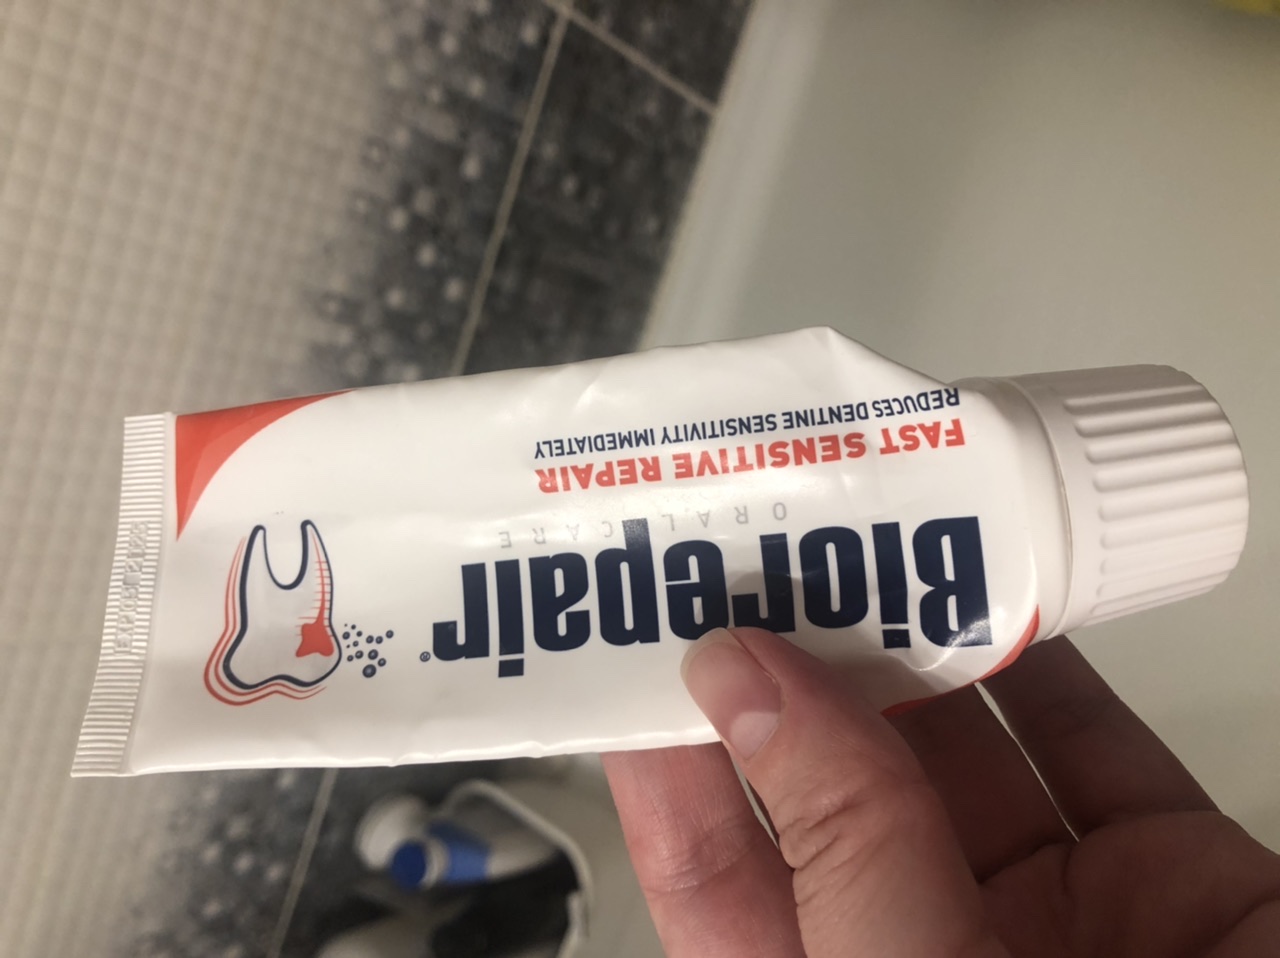 Biorepair®
ORAL CARE
FAST SENSITIVE REPAIR
REDUCES DENTINE SENSITIVITY IMMEDIATELY